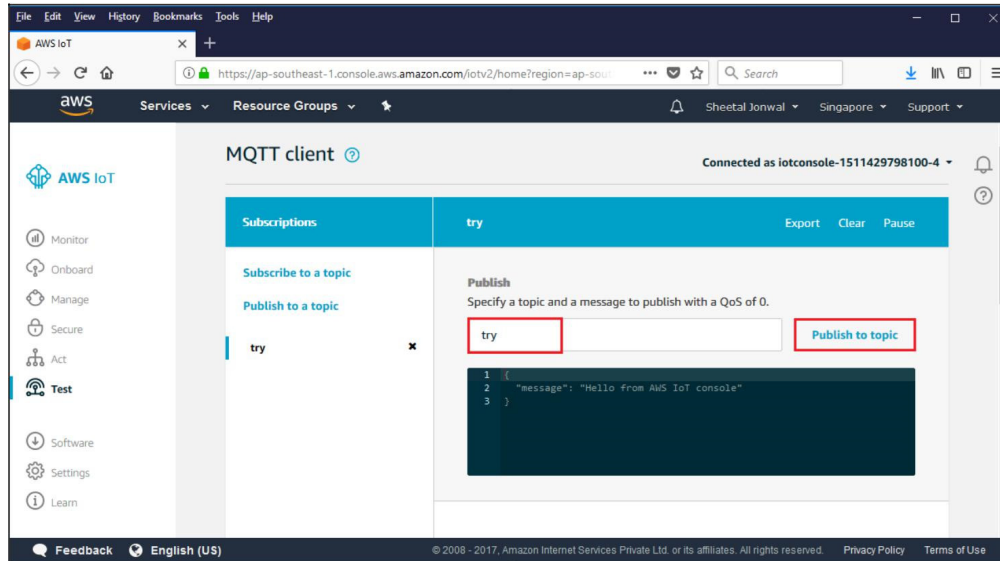 File Edit View History Bookmarks Tools Help
AWS IoT
https://ap-southeast-1.console.aws.amazon.com/iotv2/home?region=ap-sout
Search
aws Services Resource Groups Sheetal Jonwal Singapore Support
MQTT client
Connected as iotconsole-1511429798100-4
AWS IoT
Monitor
Onboard
Manage
Secure
Act
Test
Software
Settings
Learn
Subscriptions
Subscribe to a topic
Publish to a topic
try
try Export Clear Pause
Publish
Specify a topic and a message to publish with a QoS of 0.
try Publish to topic
1 {
2 "message": "Hello from AWS IoT console"
3 }
Feedback English (US) © 2008 - 2017, Amazon Internet Services Private Ltd. or its affiliates. All rights reserved. Privacy Policy Terms of Use